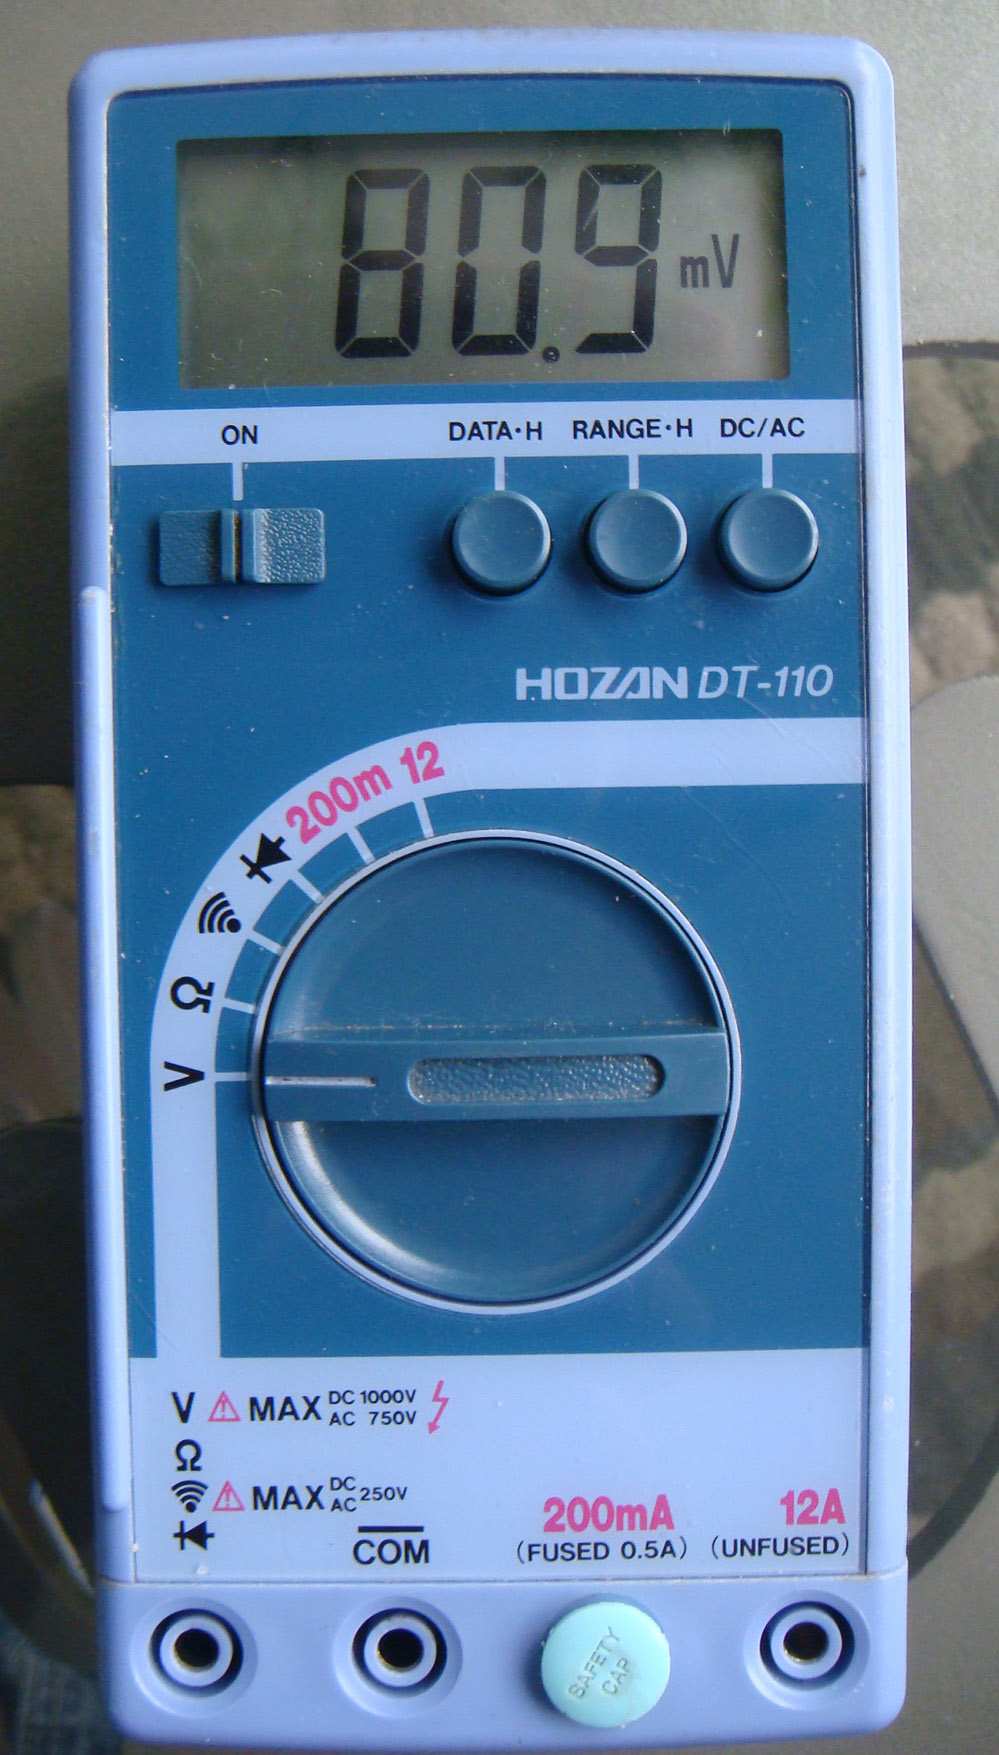 80.9 mV
ON DATA·H RANGE·H DC/AC
HOZAN DT-110
200m 12
Ω
V
V ⚠ MAX DC 1000V
AC 750V
Ω
⚠ MAX DC
AC 250V
COM
200mA
(FUSED 0.5A)
12A
(UNFUSED)
SAFETY
CAP